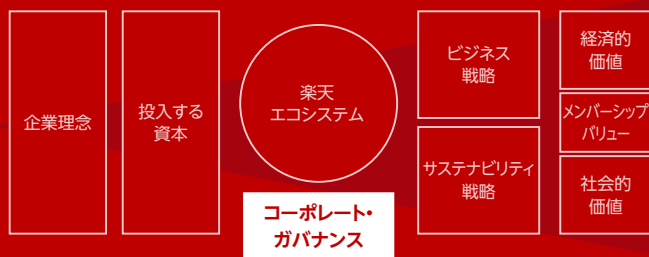 企業理念
投入する
資本
楽天
エコシステム
コーポレート・
ガバナンス
ビジネス
戦略
サステナビリティ
戦略
経済的
価値
メンバーシップ
バリュー
社会的
価値